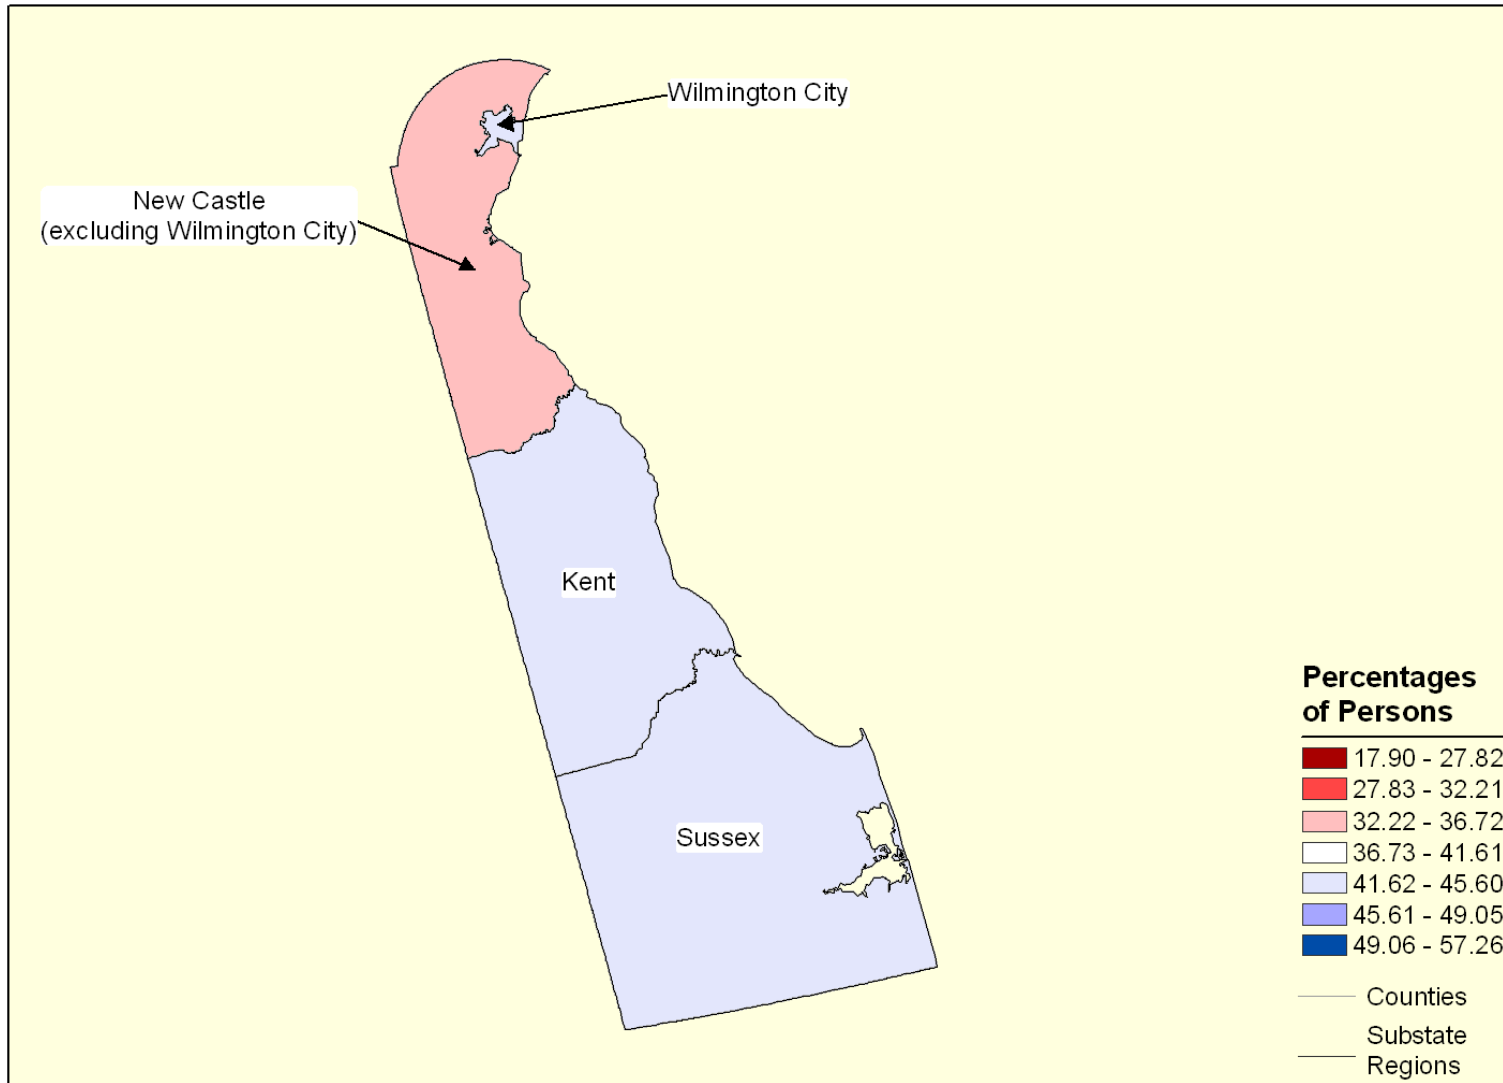 Wilmington City
New Castle
(excluding Wilmington City)
Kent
Sussex
Percentages
of Persons
17.90 - 27.82
27.83 - 32.21
32.22 - 36.72
36.73 - 41.61
41.62 - 45.60
45.61 - 49.05
49.06 - 57.26
Counties
Substate
Regions